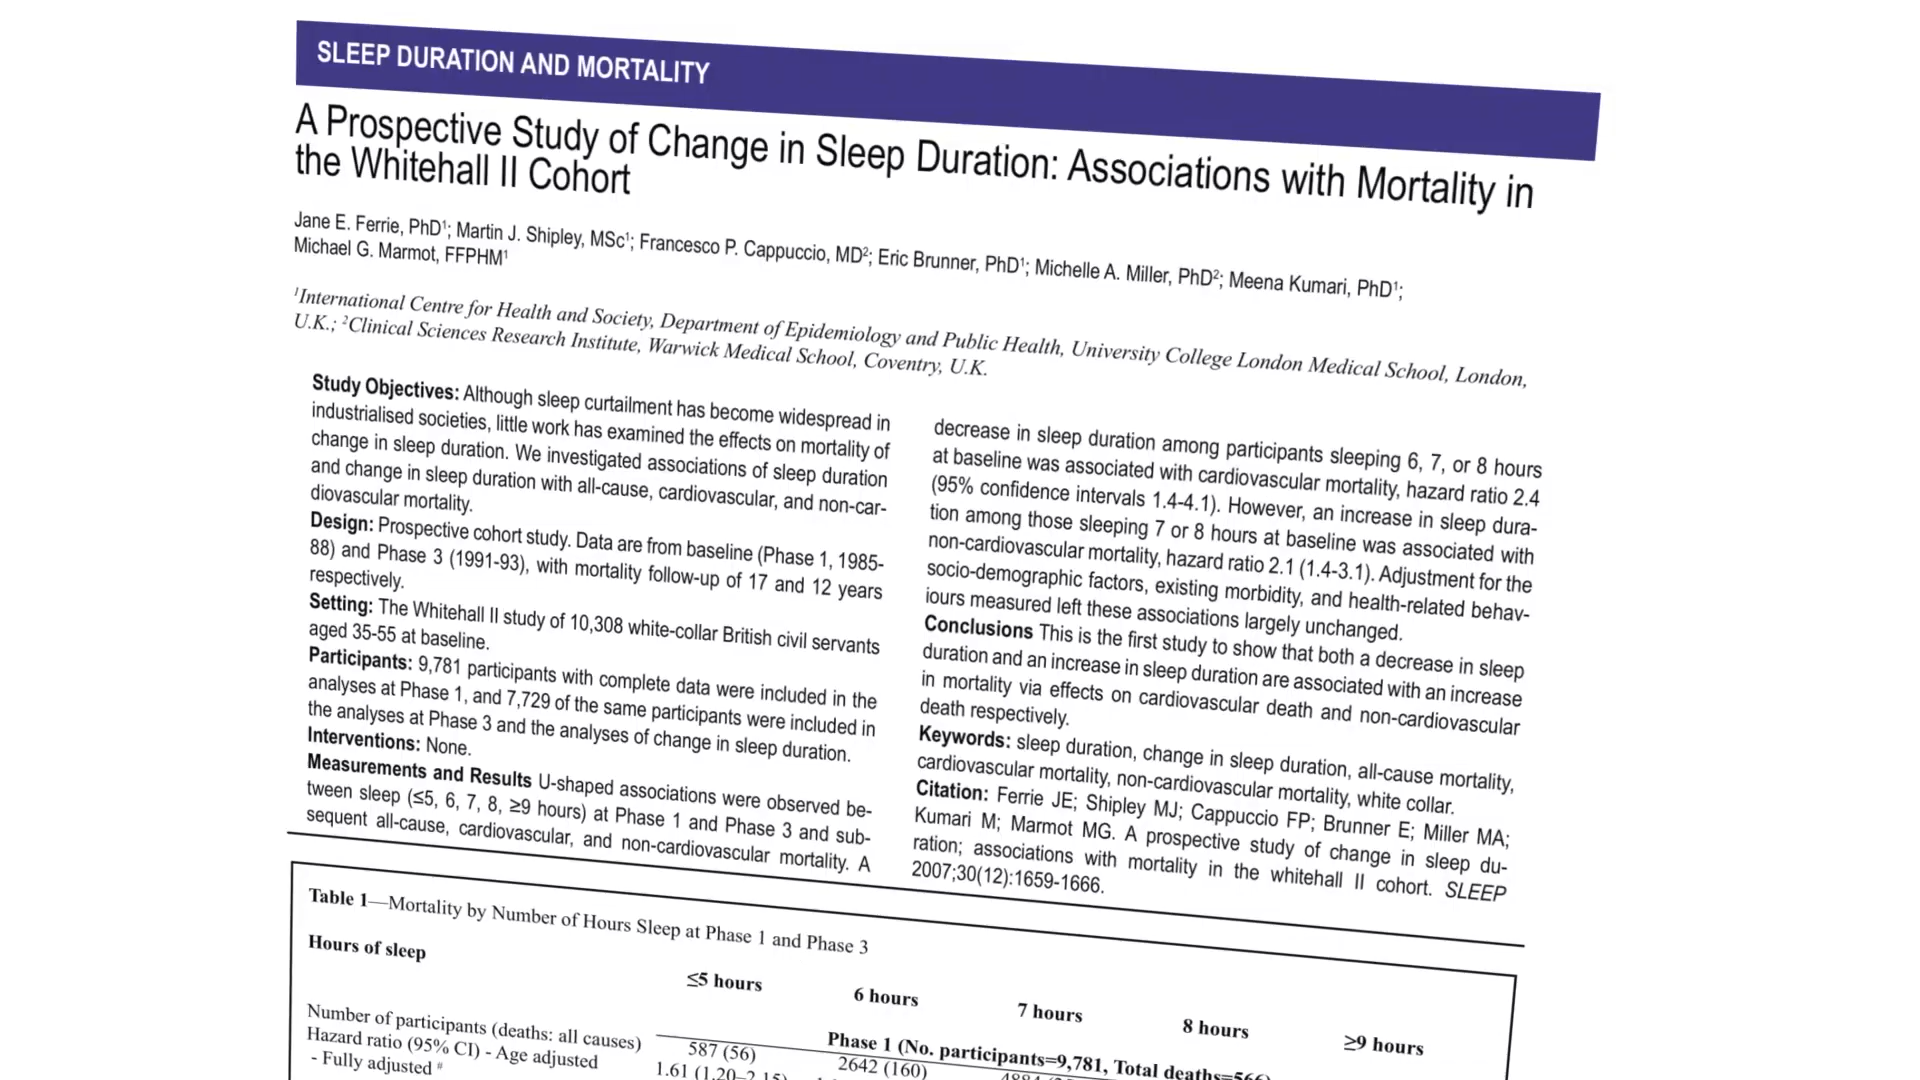 SLEEP DURATION AND MORTALITY
A Prospective Study of Change in Sleep Duration: Associations with Mortality in
the Whitehall II Cohort
Jane E. Ferrie, PhD¹; Martin J. Shipley, MSc¹; Francesco P. Cappuccio, MD²; Eric Brunner, PhD¹; Michelle A. Miller, PhD²; Meena Kumari, PhD¹;
Michael G. Marmot, FFPHM¹
¹International Centre for Health and Society, Department of Epidemiology and Public Health, University College London Medical School, London,
U.K.; ²Clinical Sciences Research Institute, Warwick Medical School, Coventry, U.K.
Study Objectives: Although sleep curtailment has become widespread in
industrialised societies, little work has examined the effects on mortality of
change in sleep duration. We investigated associations of sleep duration
and change in sleep duration with all-cause, cardiovascular, and non-car-
diovascular mortality.
Design: Prospective cohort study. Data are from baseline (Phase 1, 1985-
88) and Phase 3 (1991-93), with mortality follow-up of 17 and 12 years
respectively.
Setting: The Whitehall II study of 10,308 white-collar British civil servants
aged 35-55 at baseline.
Participants: 9,781 participants with complete data were included in the
analyses at Phase 1, and 7,729 of the same participants were included in
the analyses at Phase 3 and the analyses of change in sleep duration.
Interventions: None.
Measurements and Results U-shaped associations were observed be-
tween sleep (≤5, 6, 7, 8, ≥9 hours) at Phase 1 and Phase 3 and sub-
sequent all-cause, cardiovascular, and non-cardiovascular mortality. A
decrease in sleep duration among participants sleeping 6, 7, or 8 hours
at baseline was associated with cardiovascular mortality, hazard ratio 2.4
(95% confidence intervals 1.4-4.1). However, an increase in sleep dura-
tion among those sleeping 7 or 8 hours at baseline was associated with
non-cardiovascular mortality, hazard ratio 2.1 (1.4-3.1). Adjustment for the
socio-demographic factors, existing morbidity, and health-related behav-
iours measured left these associations largely unchanged.
Conclusions This is the first study to show that both a decrease in sleep
duration and an increase in sleep duration are associated with an increase
in mortality via effects on cardiovascular death and non-cardiovascular
death respectively.
Keywords: sleep duration, change in sleep duration, all-cause mortality,
cardiovascular mortality, non-cardiovascular mortality, white collar.
Citation: Ferrie JE; Shipley MJ; Cappuccio FP; Brunner E; Miller MA;
Kumari M; Marmot MG. A prospective study of change in sleep du-
ration; associations with mortality in the whitehall II cohort. SLEEP
2007;30(12):1659-1666.
Table 1—Mortality by Number of Hours Sleep at Phase 1 and Phase 3
Hours of sleep ≤5 hours 6 hours 7 hours 8 hours ≥9 hours
Phase 1 (No. participants=9,781, Total deaths=566)
Number of participants (deaths: all causes) 587 (56) 2642 (160)
Hazard ratio (95% CI) - Age adjusted 1.61 (1.20–2.15)
- Fully adjusted #